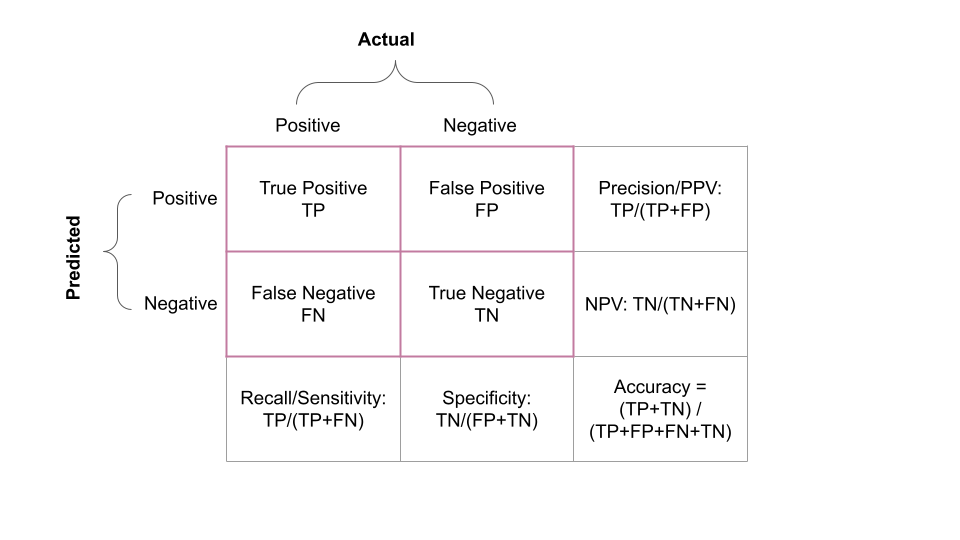 Actual
Positive
Negative
Predicted
Positive
True Positive
TP
False Positive
FP
Precision/PPV:
TP/(TP+FP)
Negative
False Negative
FN
True Negative
TN
NPV: TN/(TN+FN)
Recall/Sensitivity:
TP/(TP+FN)
Specificity:
TN/(FP+TN)
Accuracy =
(TP+TN) /
(TP+FP+FN+TN)